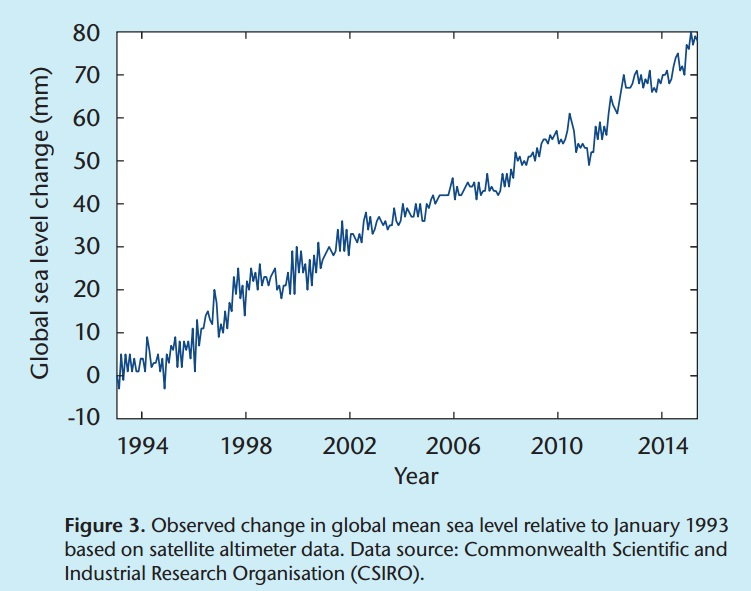 Global sea level change (mm)
80
70
60
50
40
30
20
10
0
-10
1994 1998 2002 2006 2010 2014
Year
Figure 3. Observed change in global mean sea level relative to January 1993
based on satellite altimeter data. Data source: Commonwealth Scientific and
Industrial Research Organisation (CSIRO).